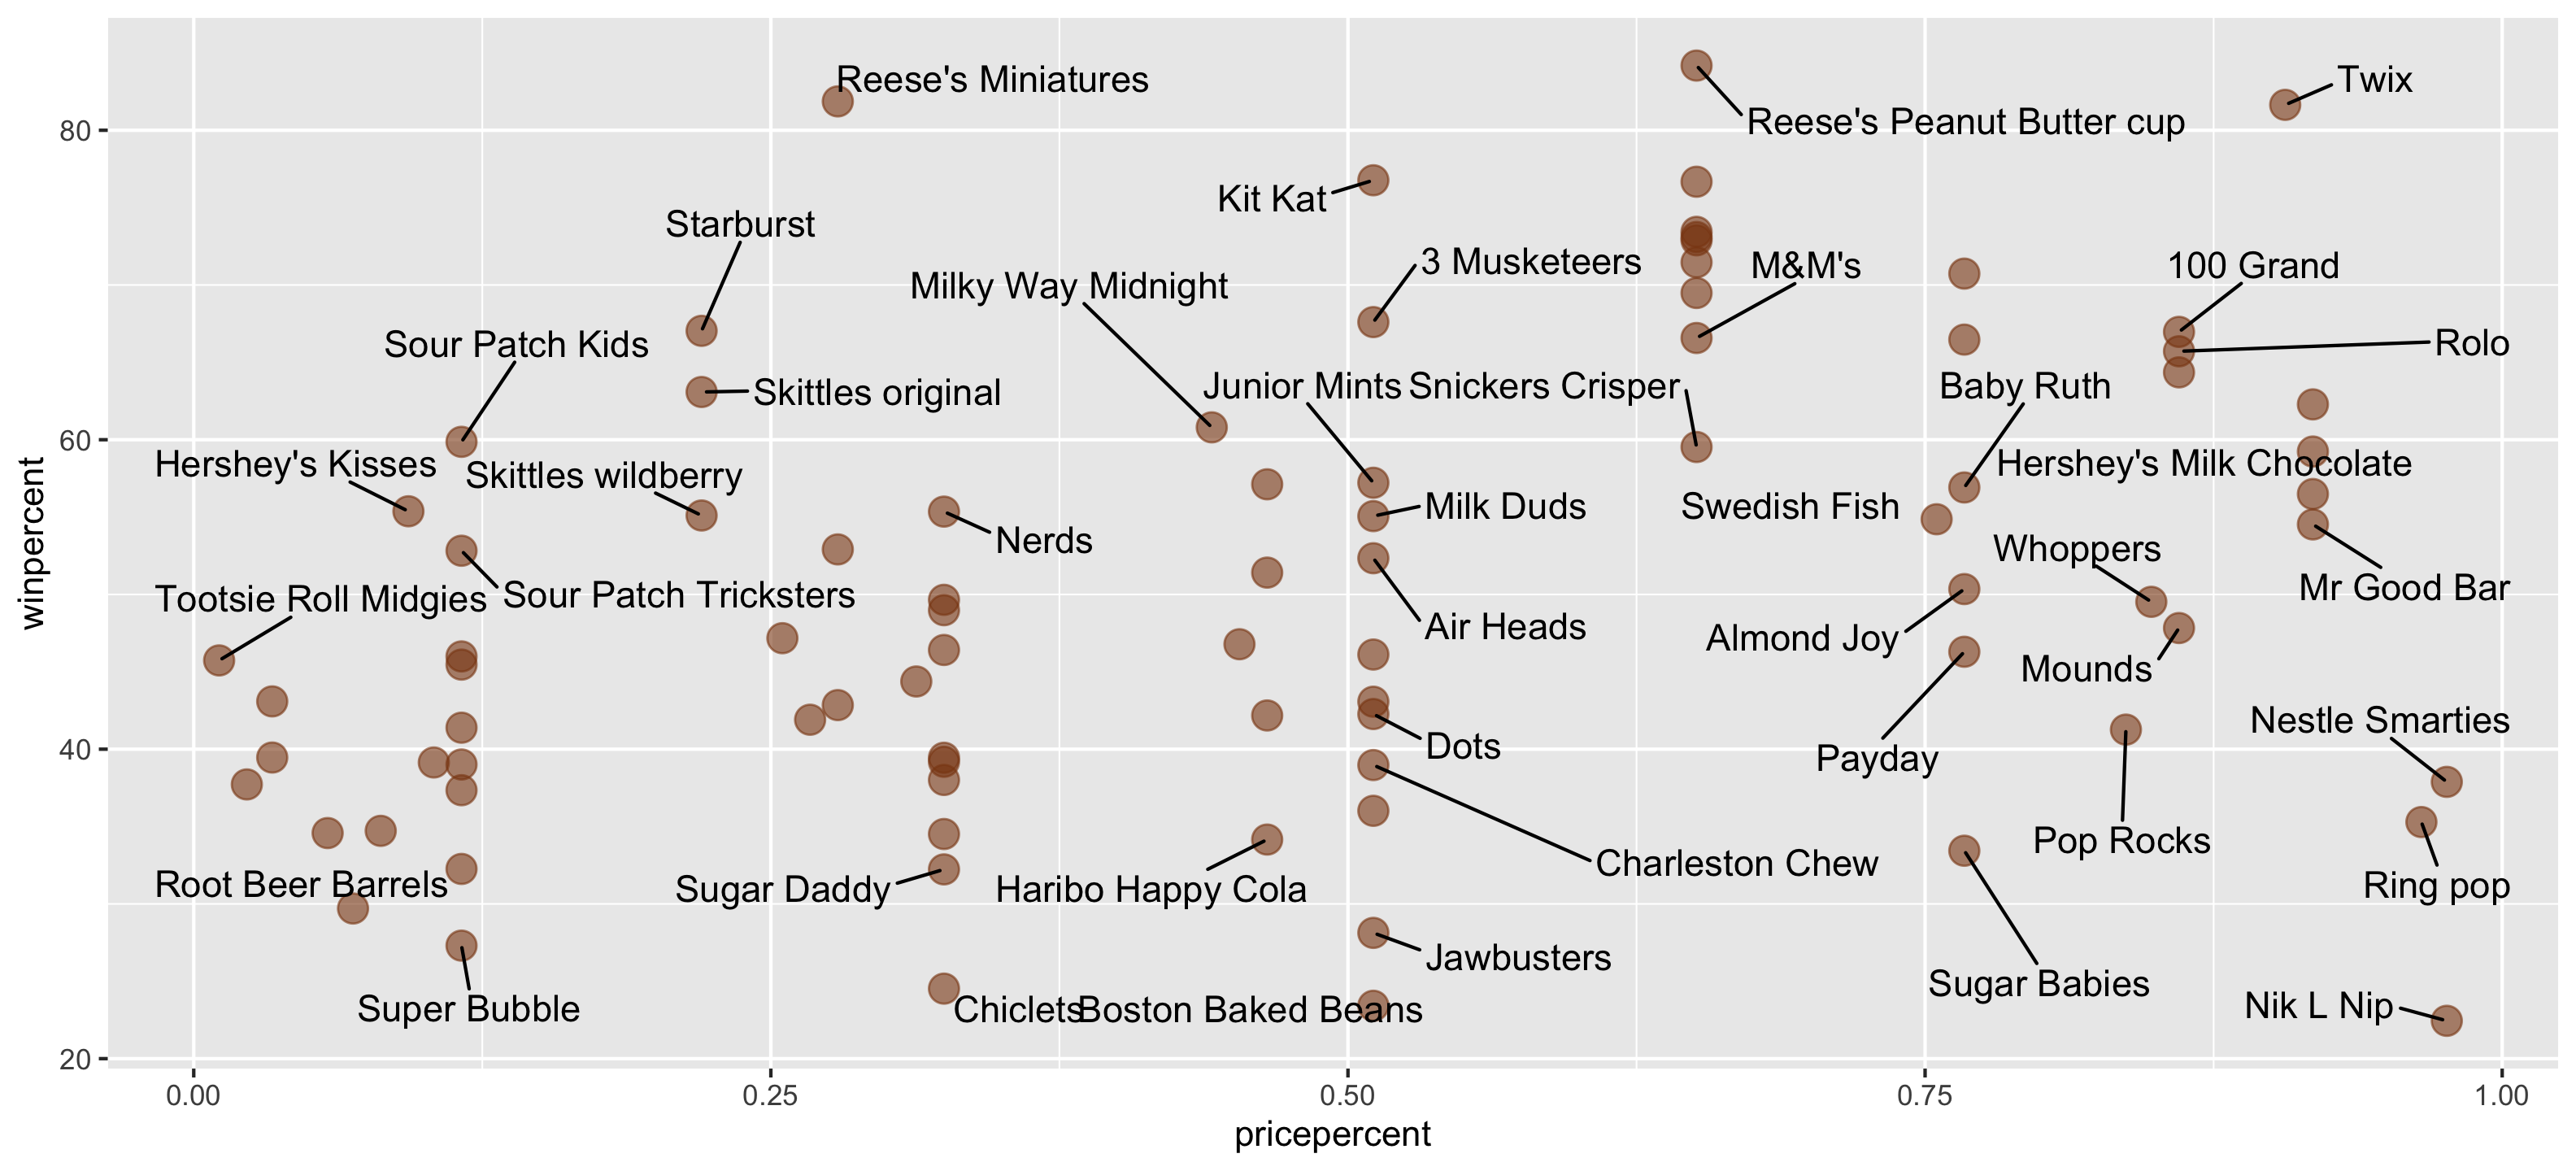 Reese's Miniatures
Twix
Reese's Peanut Butter cup
80
Kit Kat
Starburst
3 Musketeers
M&M's
100 Grand
Milky Way Midnight
Sour Patch Kids
Rolo
Skittles original
Junior Mints
Snickers Crisper
Baby Ruth
60
Hershey's Kisses
Skittles wildberry
Hershey's Milk Chocolate
Milk Duds
Swedish Fish
Nerds
Whoppers
Mr Good Bar
Tootsie Roll Midgies
Sour Patch Tricksters
Air Heads
Almond Joy
Mounds
Nestle Smarties
40
Dots
Payday
Pop Rocks
Charleston Chew
Root Beer Barrels
Sugar Daddy
Haribo Happy Cola
Ring pop
Jawbusters
Sugar Babies
Super Bubble
Chiclets
Boston Baked Beans
Nik L Nip
20
winpercent
0.00
0.25
0.50
0.75
1.00
pricepercent